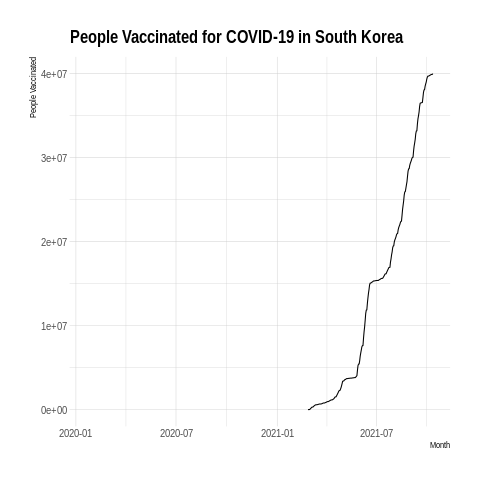 People Vaccinated for COVID-19 in South Korea
People Vaccinated
4e+07
3e+07
2e+07
1e+07
0e+00
2020-01 2020-07 2021-01 2021-07
Month